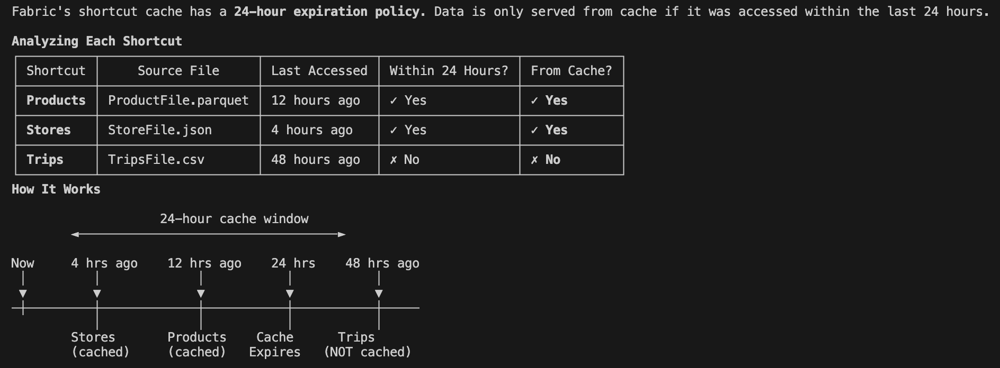 Fabric's shortcut cache has a 24-hour expiration policy. Data is only served from cache if it was accessed within the last 24 hours.
Analyzing Each Shortcut
Shortcut Source File Last Accessed Within 24 Hours? From Cache?
Products ProductFile.parquet 12 hours ago ✓ Yes ✓ Yes
Stores StoreFile.json 4 hours ago ✓ Yes ✓ Yes
Trips TripsFile.csv 48 hours ago ✗ No ✗ No
How It Works
24-hour cache window
Now 4 hrs ago 12 hrs ago 24 hrs 48 hrs ago
Stores Products Cache Trips
(cached) (cached) Expires (NOT cached)